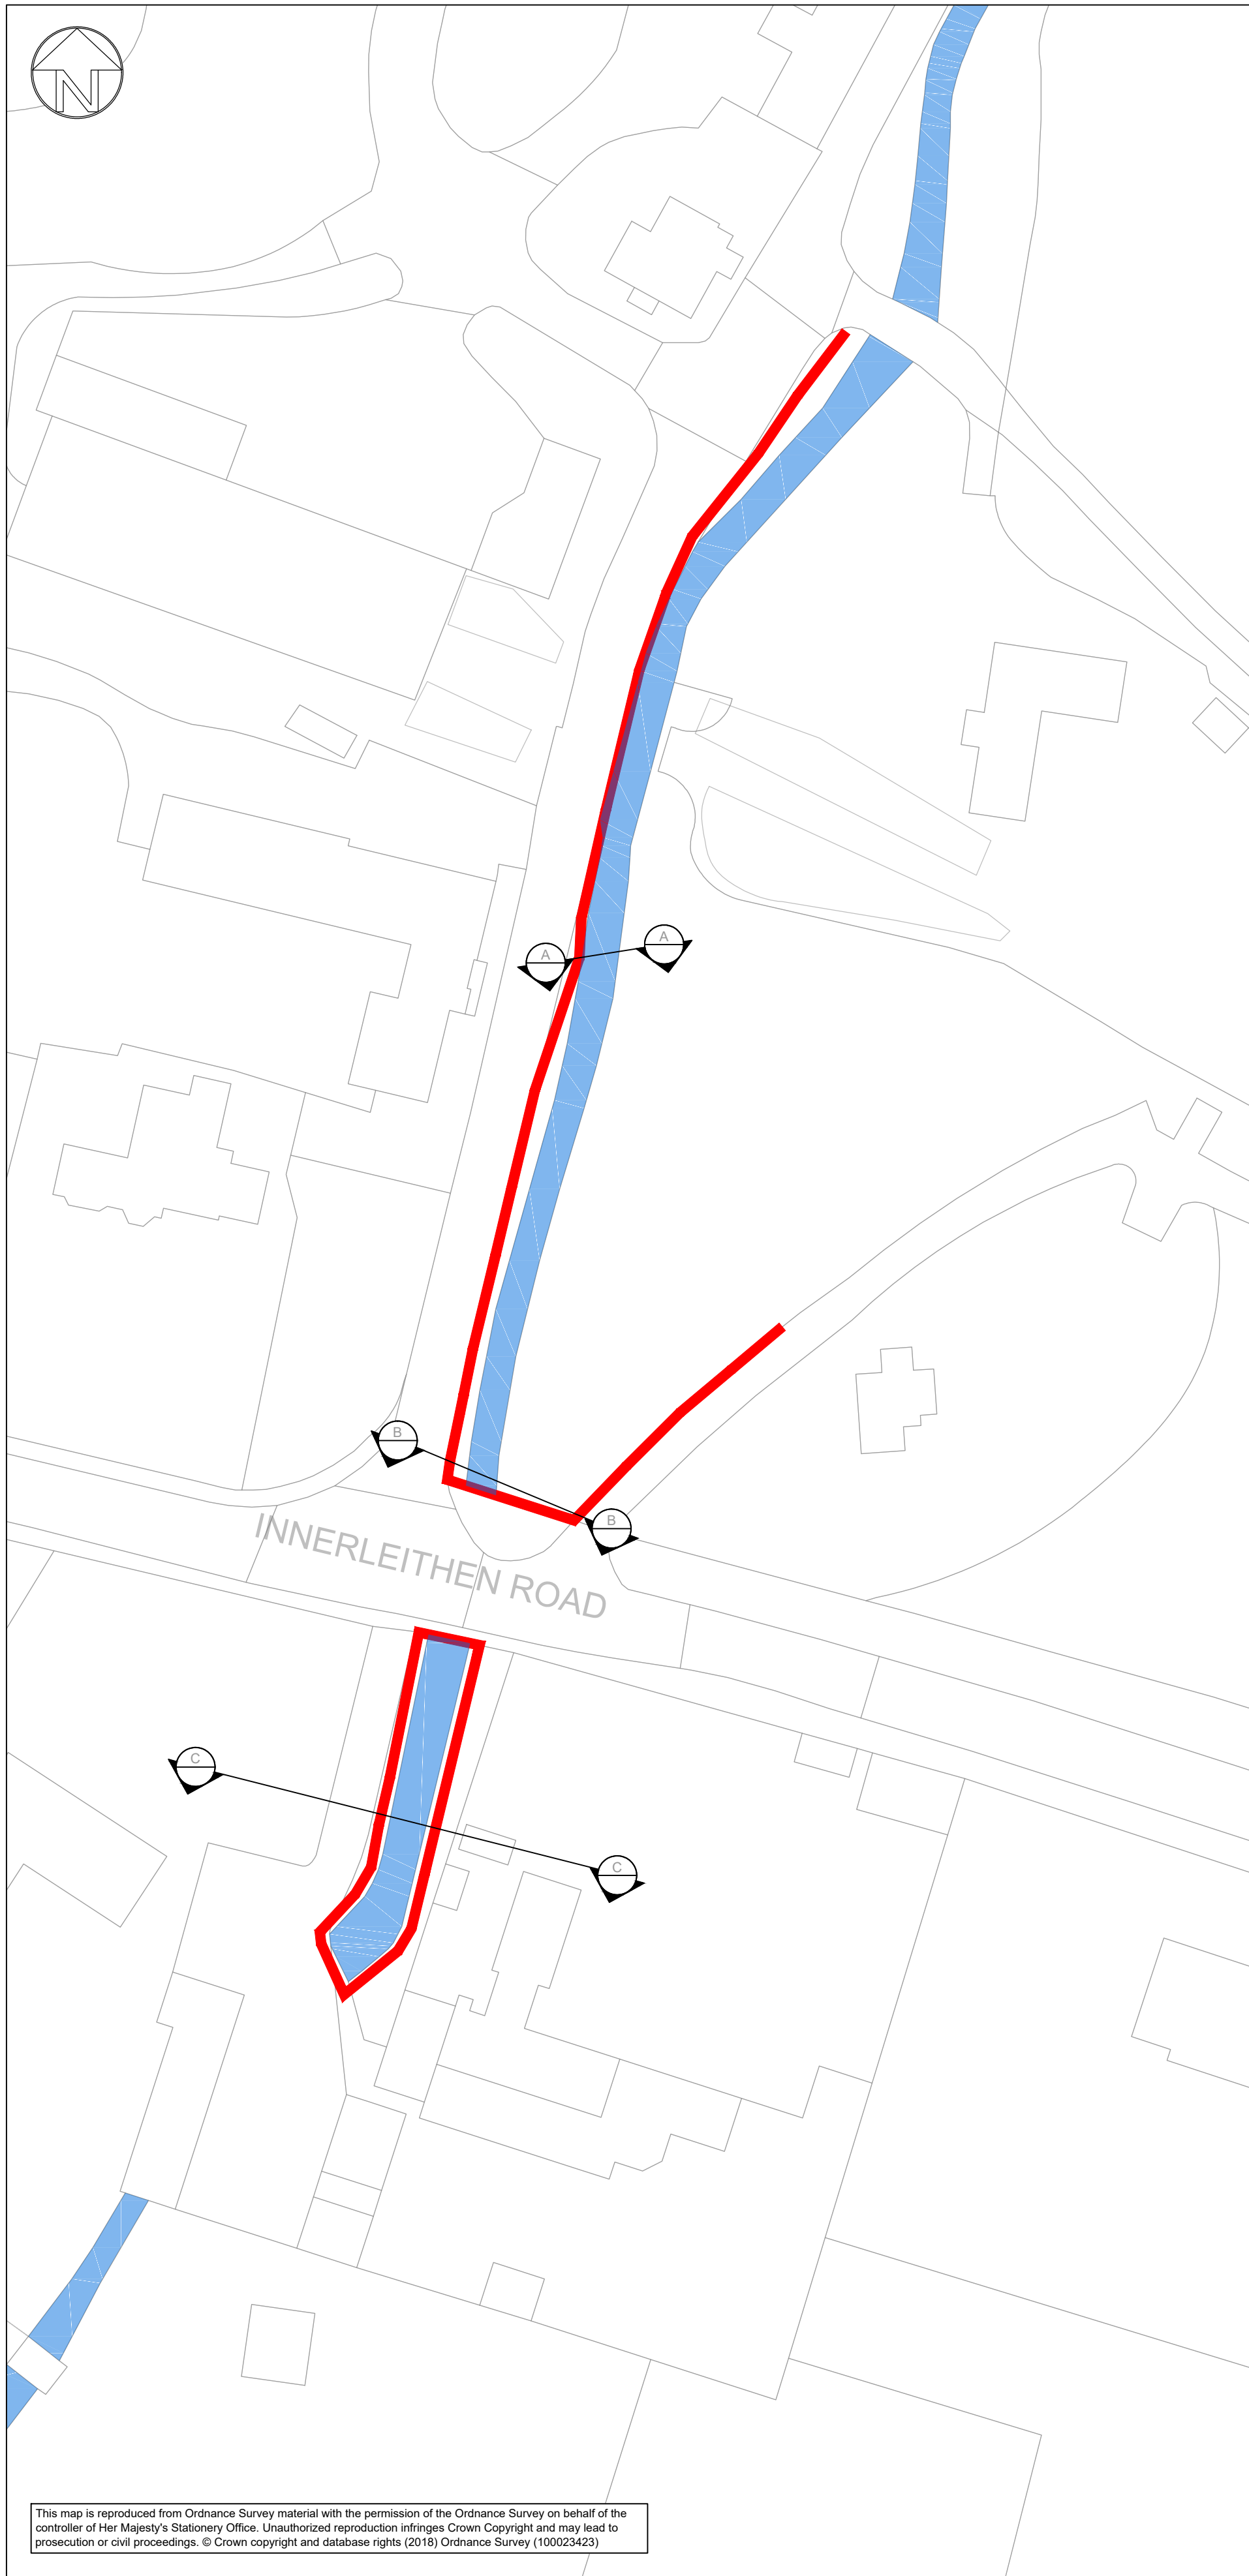 N
A
A
B
B
INNERLEITHEN ROAD
C
C
This map is reproduced from Ordnance Survey material with the permission of the Ordnance Survey on behalf of the
controller of Her Majesty's Stationery Office. Unauthorized reproduction infringes Crown Copyright and may lead to
prosecution or civil proceedings. © Crown copyright and database rights (2018) Ordnance Survey (100023423)